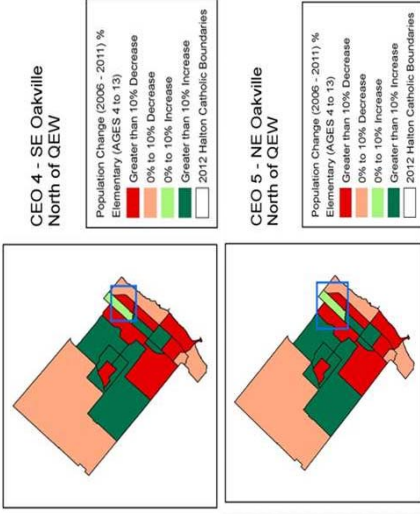 CEO 4 - SE Oakville
North of QEW
Population Change (2006 - 2011) %
Elementary (AGES 4 to 13)
Greater than 10% Decrease
0% to 10% Decrease
0% to 10% Increase
Greater than 10% Increase
2012 Halton Catholic Boundaries
CEO 5 - NE Oakville
North of QEW
Population Change (2006 - 2011) %
Elementary (AGES 4 to 13)
Greater than 10% Decrease
0% to 10% Decrease
0% to 10% Increase
Greater than 10% Increase
2012 Halton Catholic Boundaries